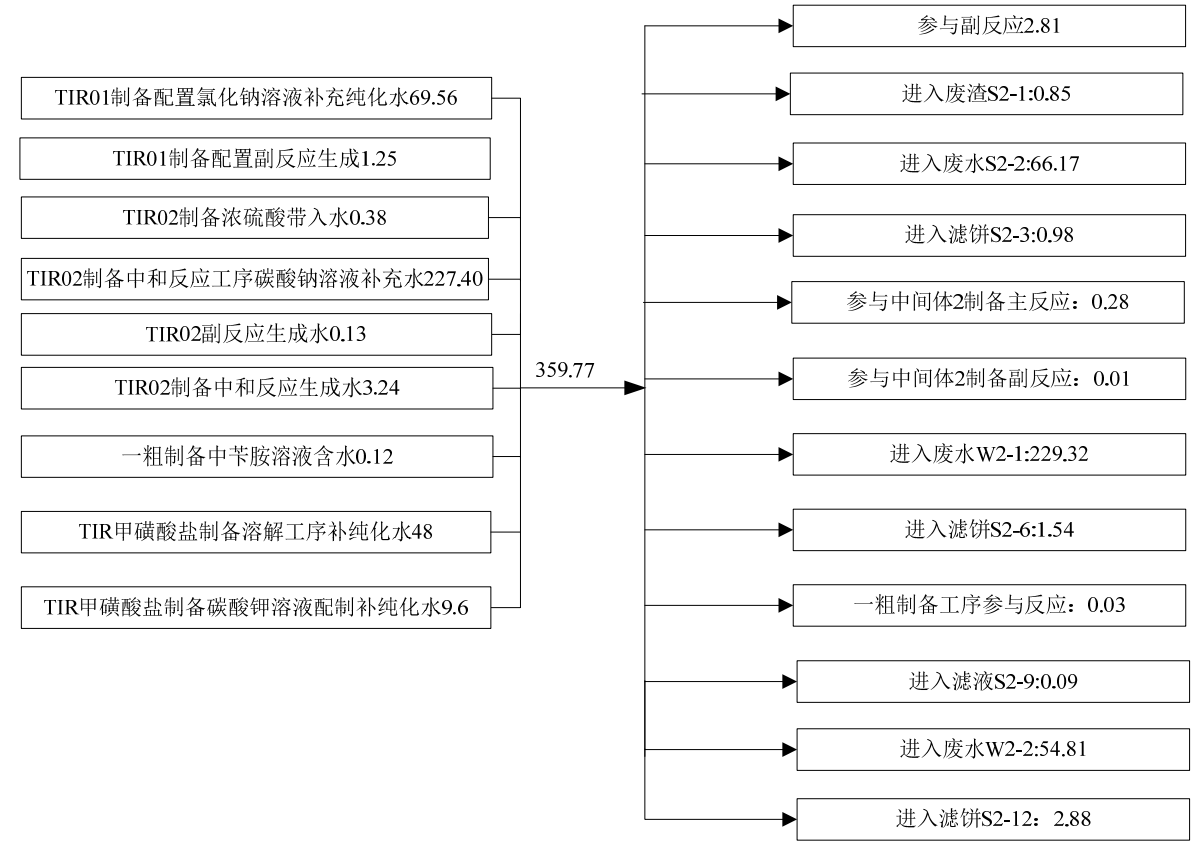 TIR01制备配置氯化钠溶液补充纯化水69.56
TIR01制备配置副反应生成1.25
TIR02制备浓硫酸带入水0.38
TIR02制备中和反应工序碳酸钠溶液补充水227.40
TIR02副反应生成水0.13
TIR02制备中和反应生成水3.24
一粗制备中苄胺溶液含水0.12
TIR甲磺酸盐制备溶解工序补纯化水48
TIR甲磺酸盐制备碳酸钾溶液配制补纯化水9.6
359.77
参与副反应2.81
进入废渣S2-1:0.85
进入废水S2-2:66.17
进入滤饼S2-3:0.98
参与中间体2制备主反应：0.28
参与中间体2制备副反应：0.01
进入废水W2-1:229.32
进入滤饼S2-6:1.54
一粗制备工序参与反应：0.03
进入滤液S2-9:0.09
进入废水W2-2:54.81
进入滤饼S2-12：2.88